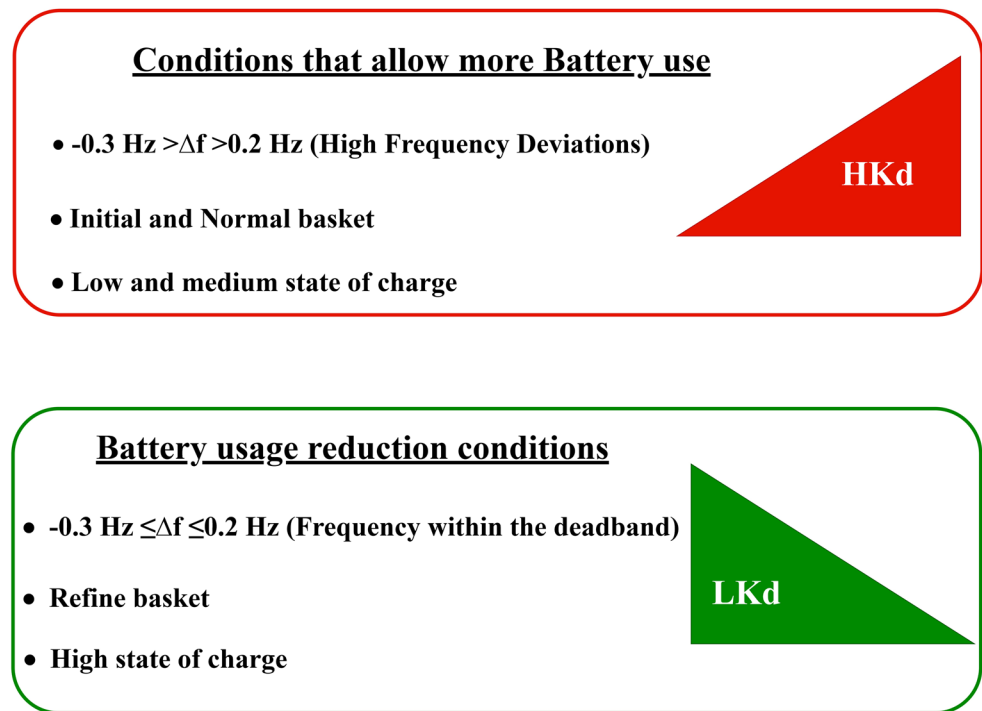 Conditions that allow more Battery use
• -0.3 Hz >Δf >0.2 Hz (High Frequency Deviations)
HKd
• Initial and Normal basket
• Low and medium state of charge
Battery usage reduction conditions
• -0.3 Hz ≤Δf ≤0.2 Hz (Frequency within the deadband)
LKd
• Refine basket
• High state of charge